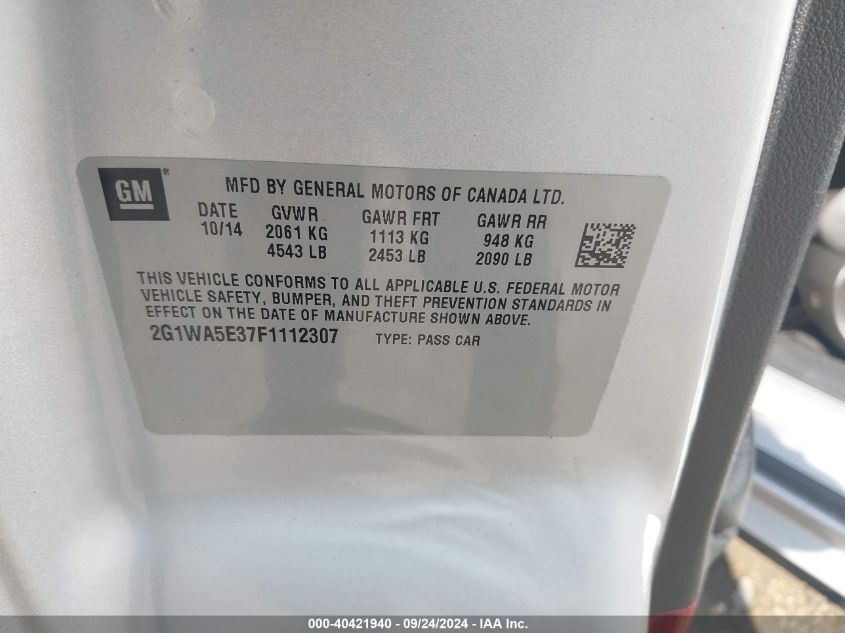 GM®
MFD BY GENERAL MOTORS OF CANADA LTD.
DATE GVWR GAWR FRT GAWR RR
10/14 2061 KG 1113 KG 948 KG
4543 LB 2453 LB 2090 LB
THIS VEHICLE CONFORMS TO ALL APPLICABLE U.S. FEDERAL MOTOR
VEHICLE SAFETY, BUMPER, AND THEFT PREVENTION STANDARDS IN
EFFECT ON THE DATE OF MANUFACTURE SHOWN ABOVE.
2G1WA5E37F1112307 TYPE: PASS CAR
000-40421940 - 09/24/2024 - IAA Inc.